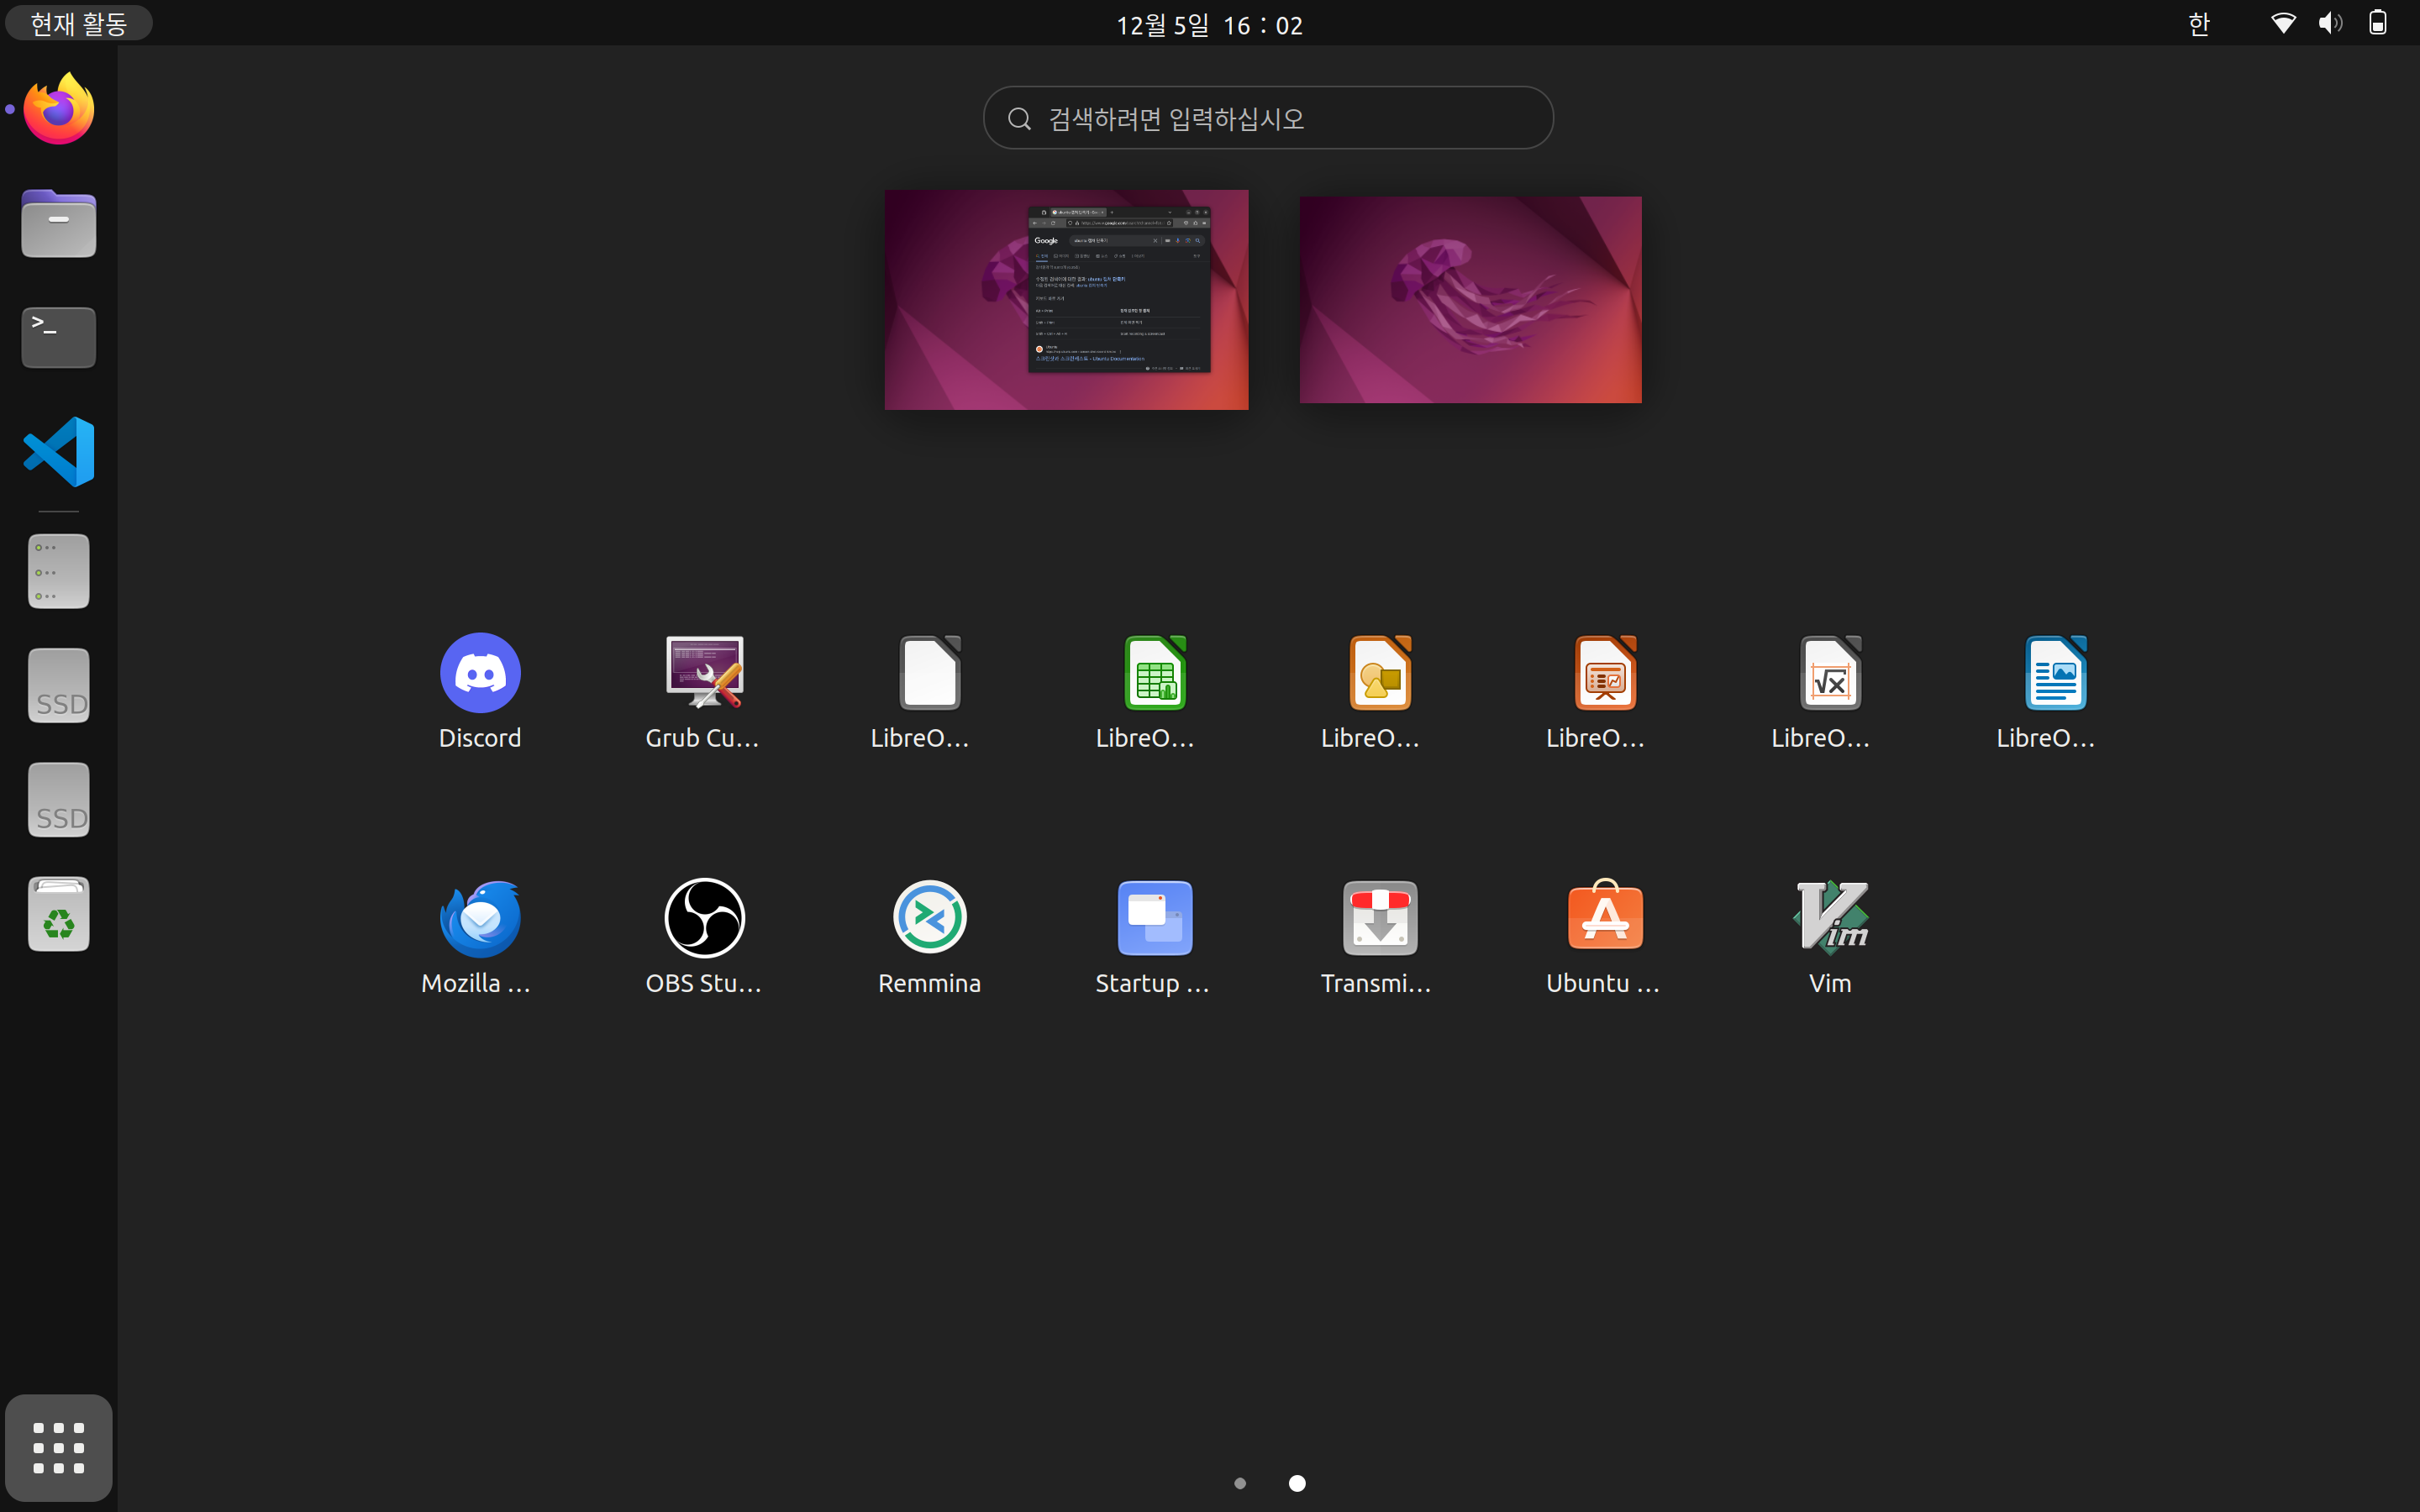 현재 활동
12월 5일 16 : 02
한
검색하려면 입력하십시오
Google
>_
SSD
SSD
Discord
Grub Cu...
LibreO...
LibreO...
LibreO...
LibreO...
LibreO...
LibreO...
Mozilla ...
OBS Stu...
Remmina
Startup ...
Transmi...
Ubuntu ...
Vim